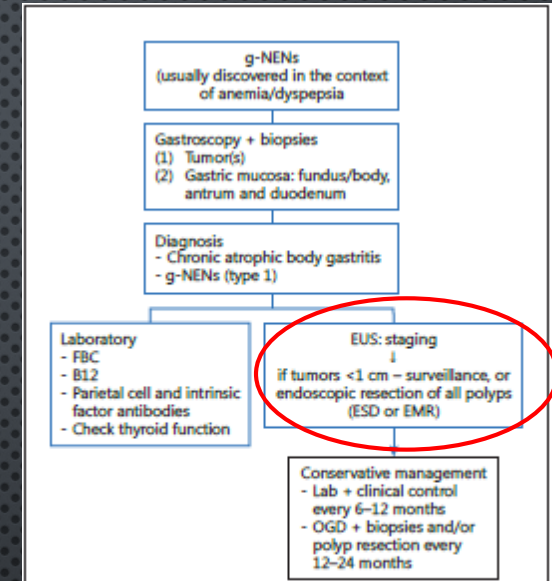 g-NENs
(usually discovered in the context
of anemia/dyspepsia
Gastroscopy + biopsies
(1) Tumor(s)
(2) Gastric mucosa: fundus/body,
antrum and duodenum
Diagnosis
- Chronic atrophic body gastritis
- g-NENs (type 1)
Laboratory
- FBC
- B12
- Parietal cell and intrinsic
factor antibodies
- Check thyroid function
EUS: staging
↓
if tumors <1 cm – surveillance, or
endoscopic resection of all polyps
(ESD or EMR)
Conservative management
- Lab + clinical control
every 6–12 months
- OGD + biopsies and/or
polyp resection every
12–24 months